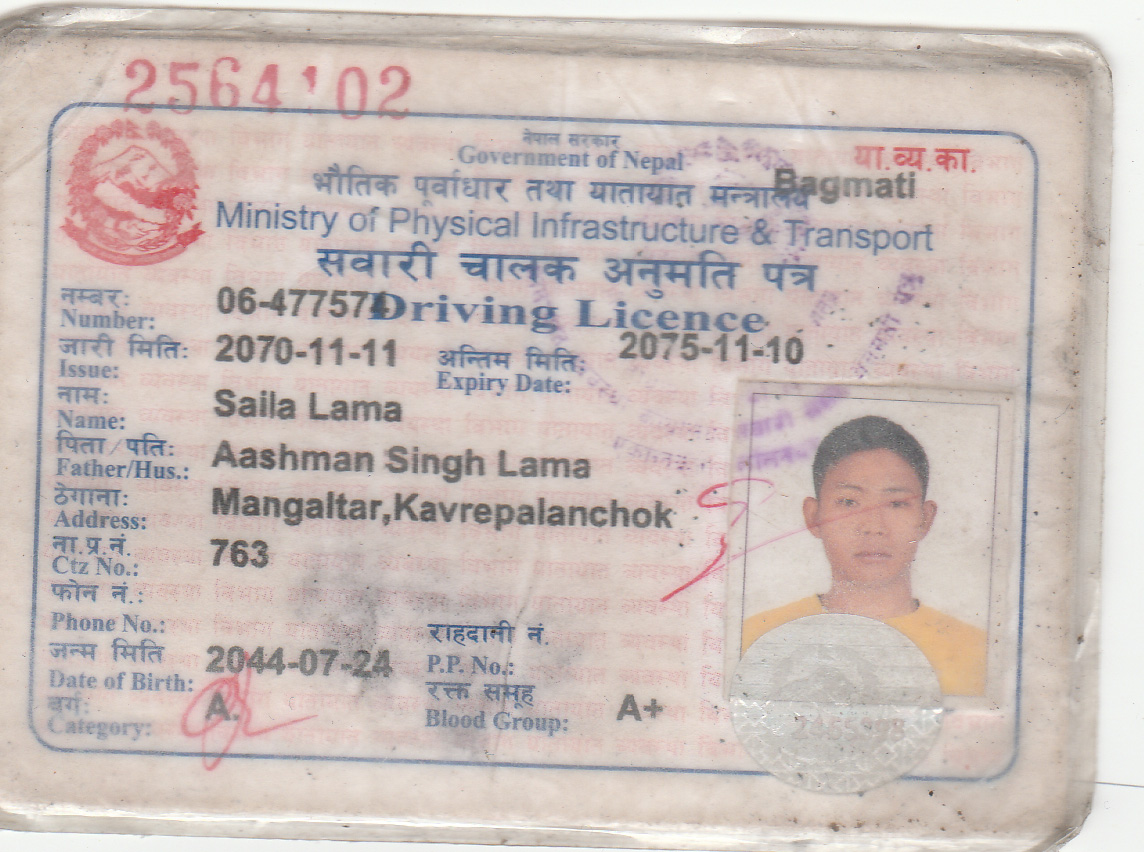 2564102
नेपाल सरकार
Government of Nepal
या.व्य.का.
Bagmati
भौतिक पूर्वाधार तथा यातायात मन्त्रालय
Ministry of Physical Infrastructure & Transport
सवारी चालक अनुमति पत्र
Driving Licence
नम्बर:
Number: 06-477574
जारी मिति: 2070-11-11 अन्तिम मिति: 2075-11-10
Issue: Expiry Date:
नाम: Saila Lama
Name:
पिता/पति: Aashman Singh Lama
Father/Hus.:
ठेगाना: Mangaltar,Kavrepalanchok
Address:
ना.प्र.नं. 763
Ctz No.:
फोन नं.:
Phone No.: राहदानी नं.
जन्म मिति 2044-07-24 P.P. No.:
Date of Birth: रक्त समूह
वर्ग: A. Blood Group: A+
Category: